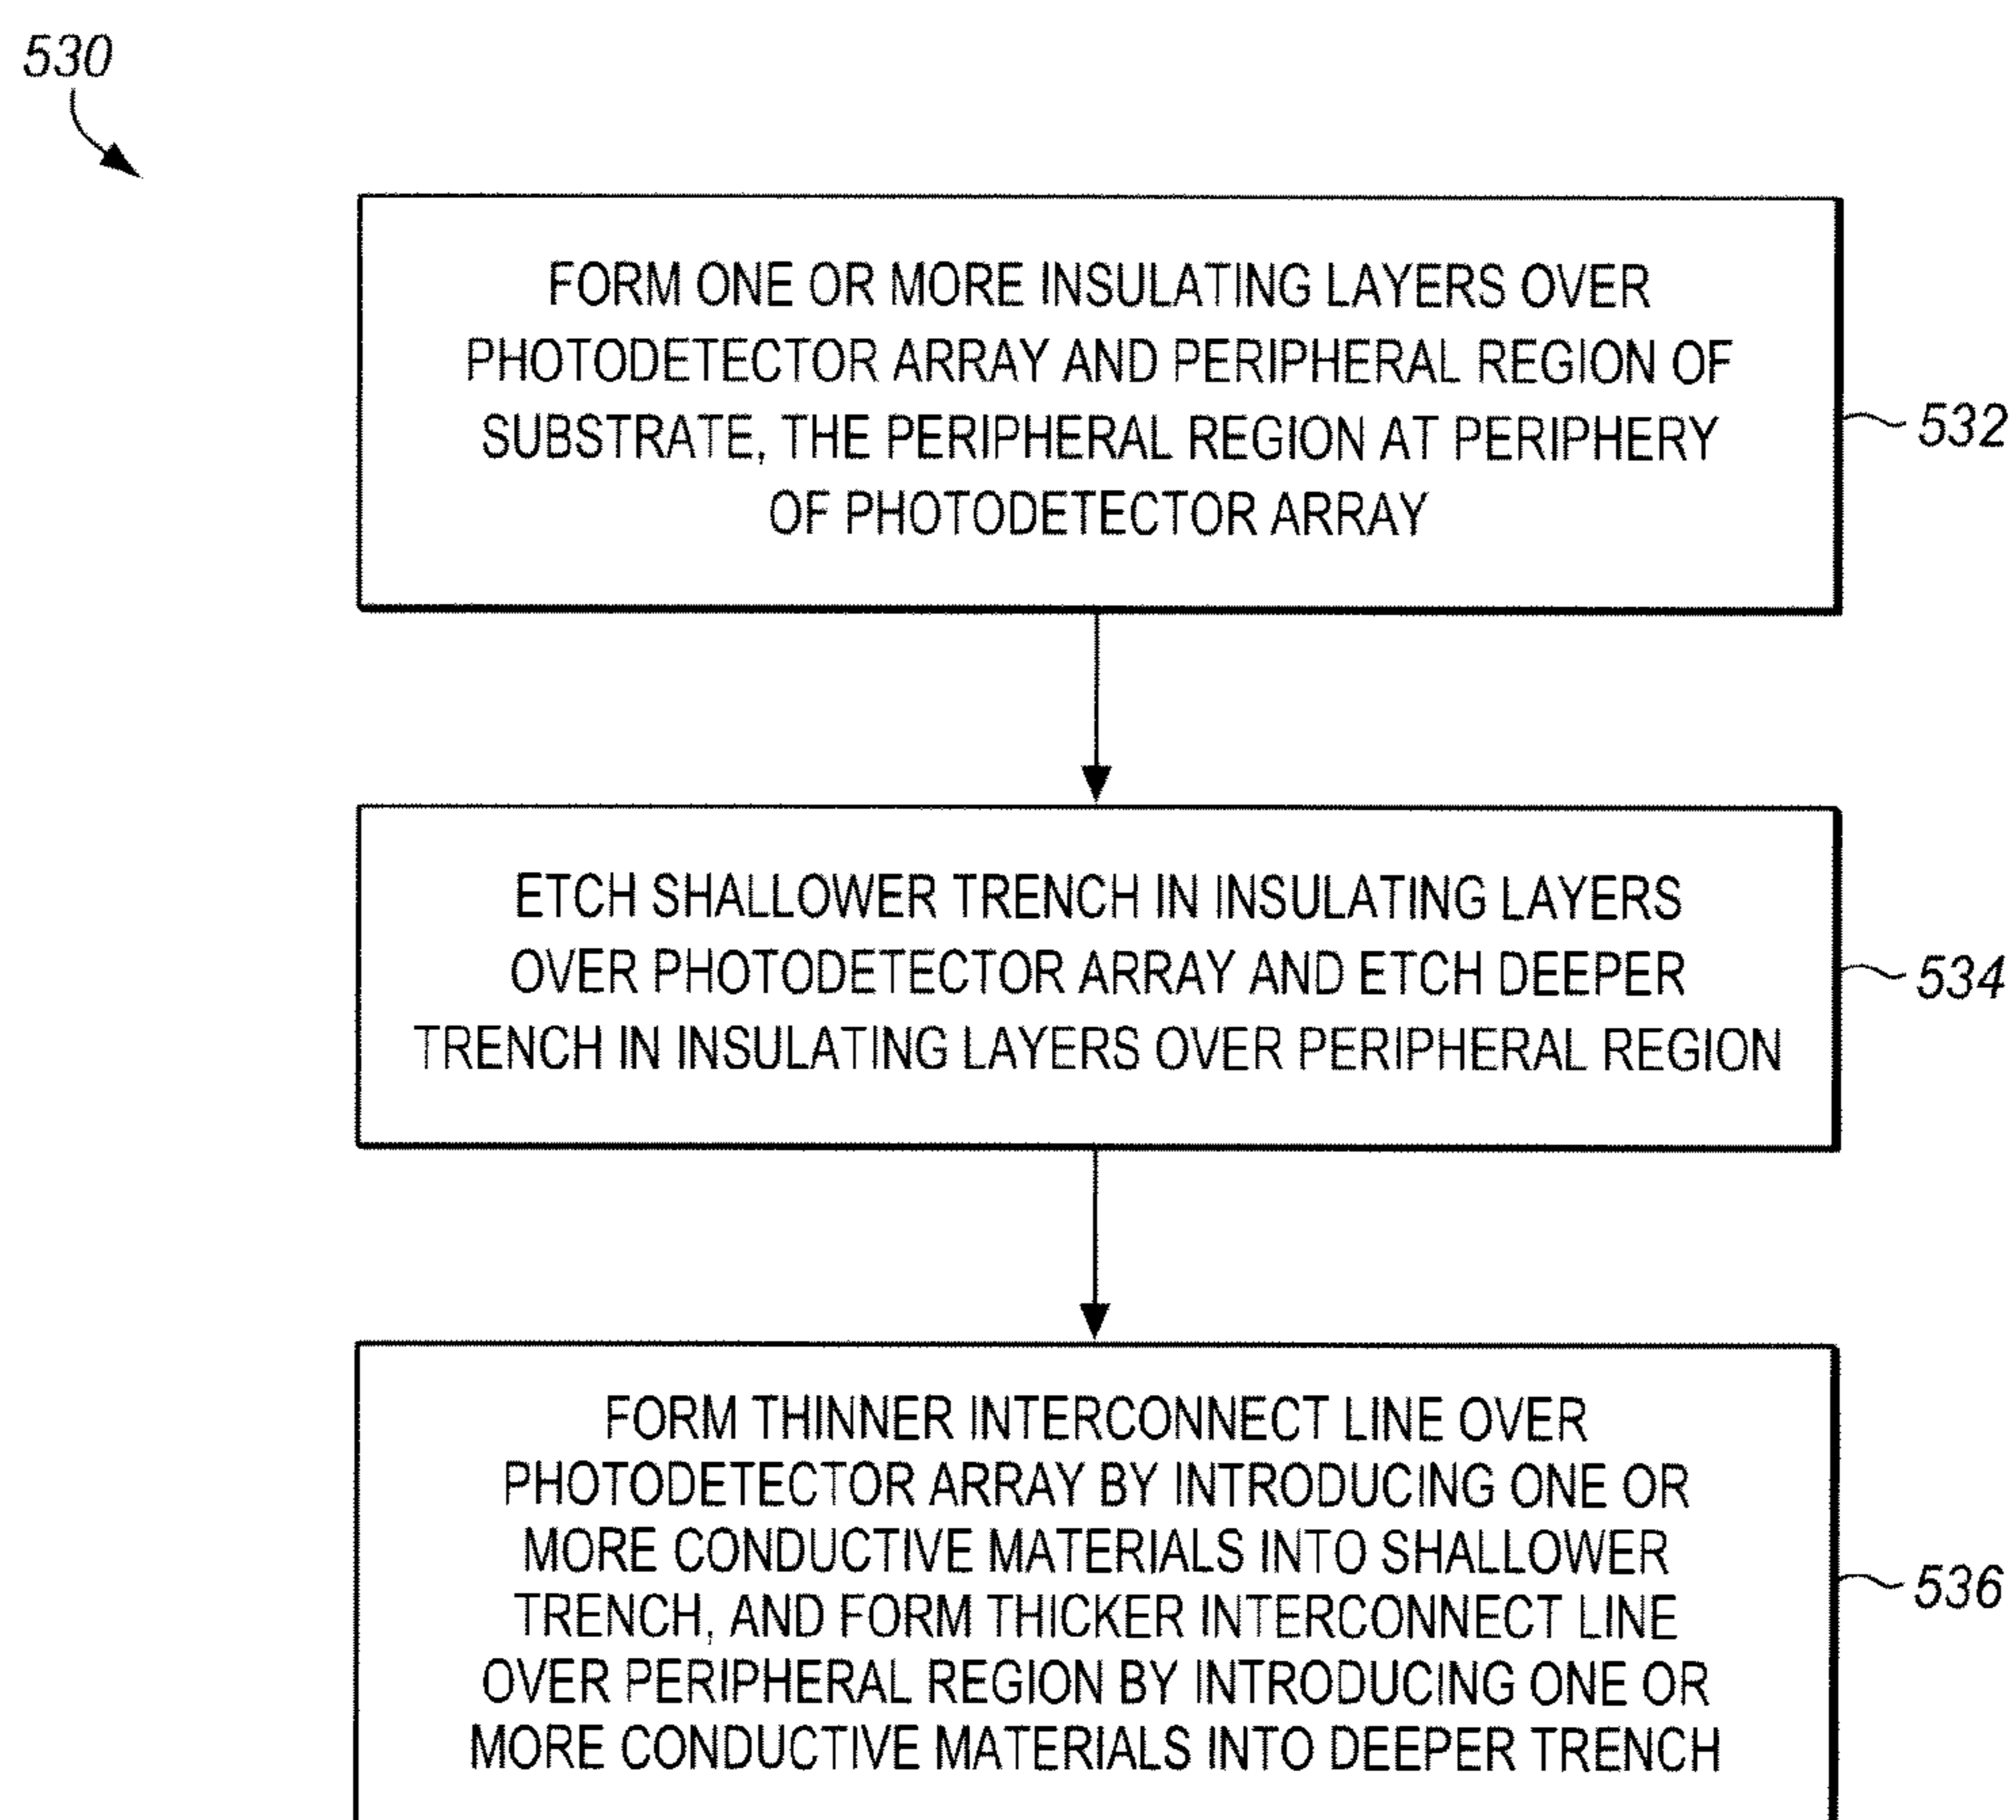 530
FORM ONE OR MORE INSULATING LAYERS OVER
PHOTODETECTOR ARRAY AND PERIPHERAL REGION OF
SUBSTRATE, THE PERIPHERAL REGION AT PERIPHERY
OF PHOTODETECTOR ARRAY
532
ETCH SHALLOWER TRENCH IN INSULATING LAYERS
OVER PHOTODETECTOR ARRAY AND ETCH DEEPER
TRENCH IN INSULATING LAYERS OVER PERIPHERAL REGION
534
FORM THINNER INTERCONNECT LINE OVER
PHOTODETECTOR ARRAY BY INTRODUCING ONE OR
MORE CONDUCTIVE MATERIALS INTO SHALLOWER
TRENCH, AND FORM THICKER INTERCONNECT LINE
OVER PERIPHERAL REGION BY INTRODUCING ONE OR
MORE CONDUCTIVE MATERIALS INTO DEEPER TRENCH
536